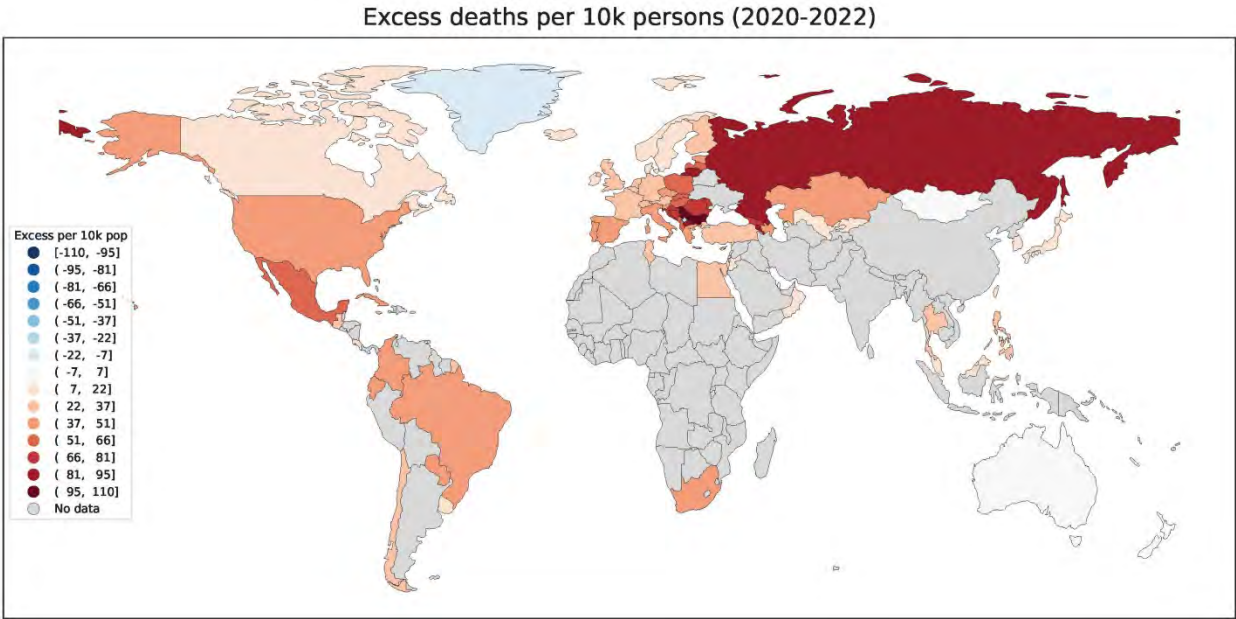 Excess deaths per 10k persons (2020-2022)
Excess per 10k pop
[-110, -95]
( -95, -81]
( -81, -66]
( -66, -51]
( -51, -37]
( -37, -22]
( -22, -7]
( -7, 7]
( 7, 22]
( 22, 37]
( 37, 51]
( 51, 66]
( 66, 81]
( 81, 95]
( 95, 110]
No data